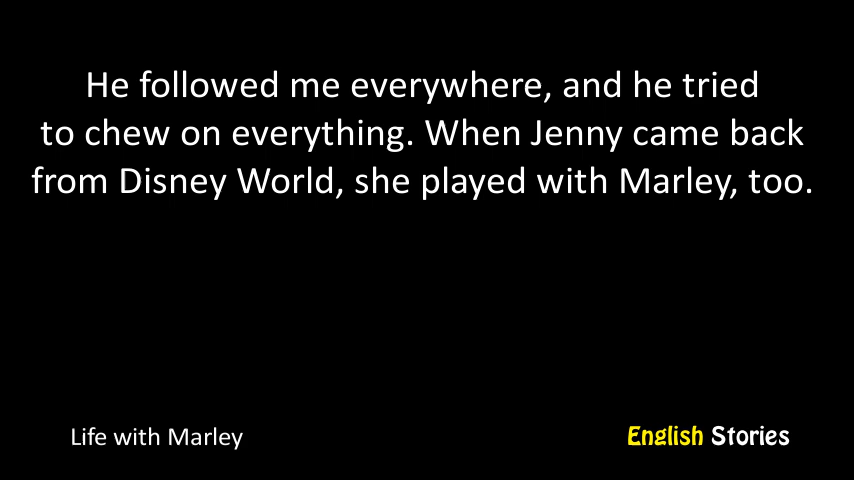 He followed me everywhere, and he tried
to chew on everything. When Jenny came back
from Disney World, she played with Marley, too.
Life with Marley
English Stories